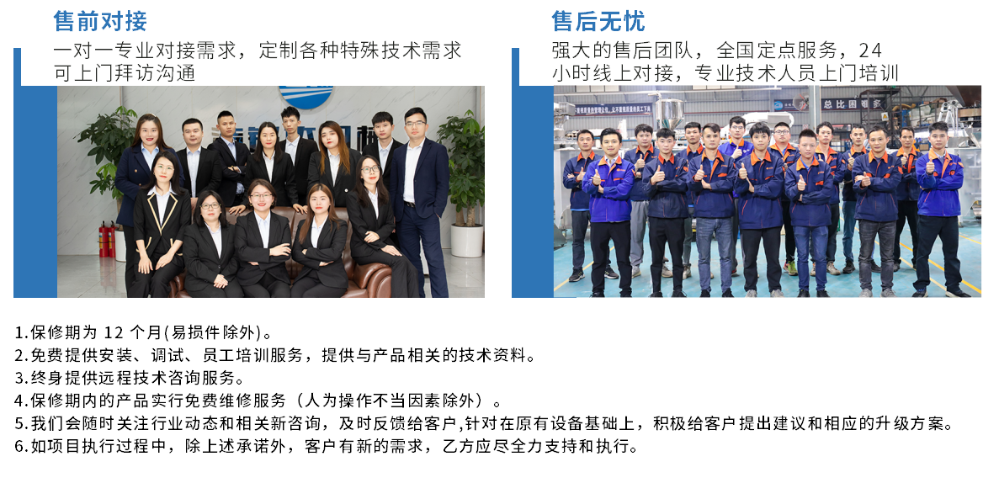 售前对接
一对一专业对接需求，定制各种特殊技术需求
可上门拜访沟通
售后无忧
强大的售后团队，全国定点服务，24
小时线上对接，专业技术人员上门培训
总比困难多
1.保修期为 12 个月(易损件除外)。
2.免费提供安装、调试、员工培训服务，提供与产品相关的技术资料。
3.终身提供远程技术咨询服务。
4.保修期内的产品实行免费维修服务（人为操作不当因素除外）。
5.我们会随时关注行业动态和相关新咨询，及时反馈给客户,针对在原有设备基础上，积极给客户提出建议和相应的升级方案。
6.如项目执行过程中，除上述承诺外，客户有新的需求，乙方应尽全力支持和执行。